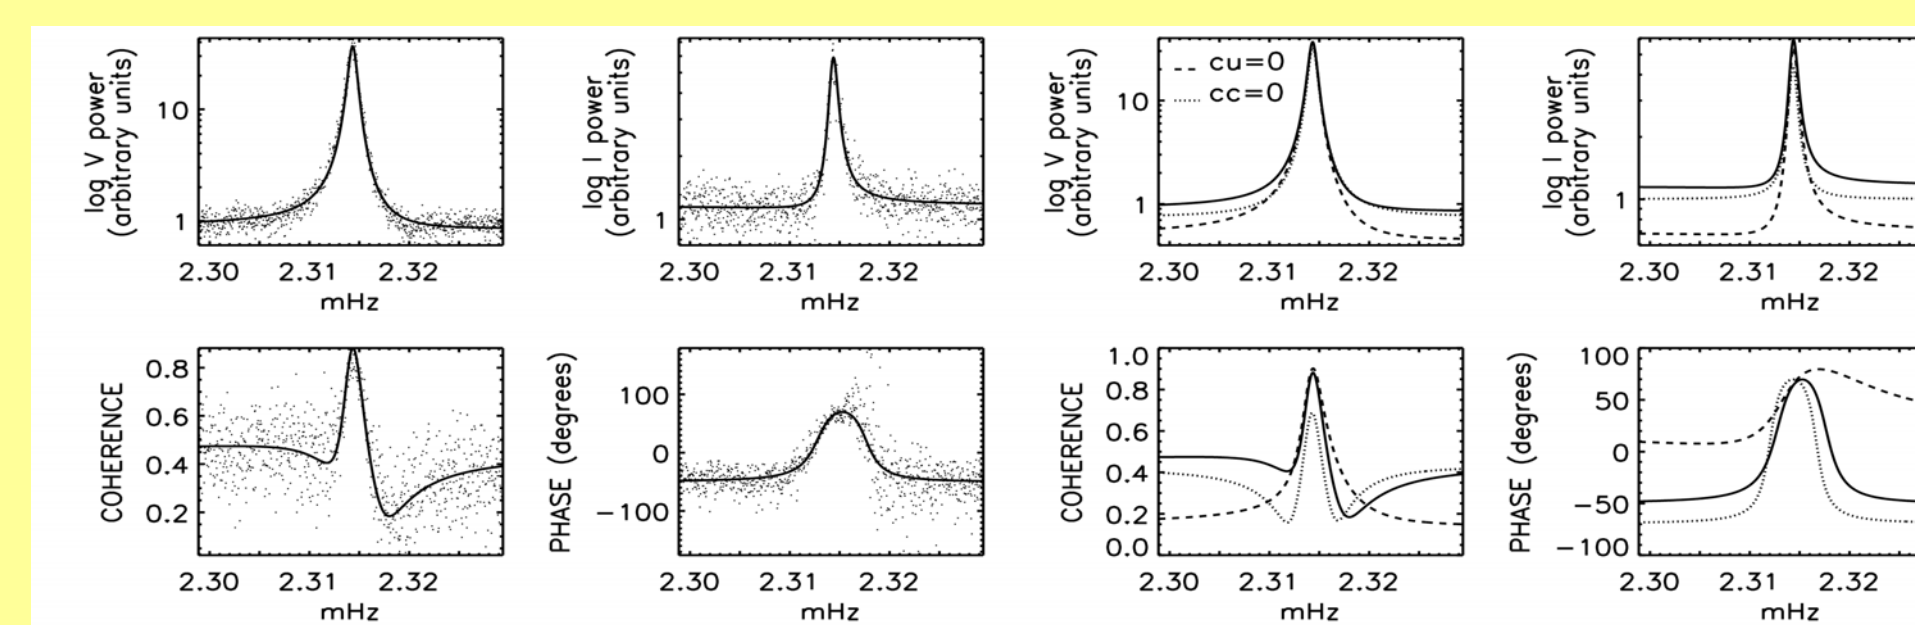 log V power
(arbitrary units)
10
1
2.30 2.31 2.32
mHz
log I power
(arbitrary units)
1
2.30 2.31 2.32
mHz
log V power
(arbitrary units)
10
1
cu=0
cc=0
2.30 2.31 2.32
mHz
log I power
(arbitrary units)
1
2.30 2.31 2.32
mHz
COHERENCE
0.8
0.6
0.4
0.2
2.30 2.31 2.32
mHz
PHASE (degrees)
100
0
−100
2.30 2.31 2.32
mHz
COHERENCE
1.0
0.8
0.6
0.4
0.2
0.0
2.30 2.31 2.32
mHz
PHASE (degrees)
100
50
0
−50
−100
2.30 2.31 2.32
mHz